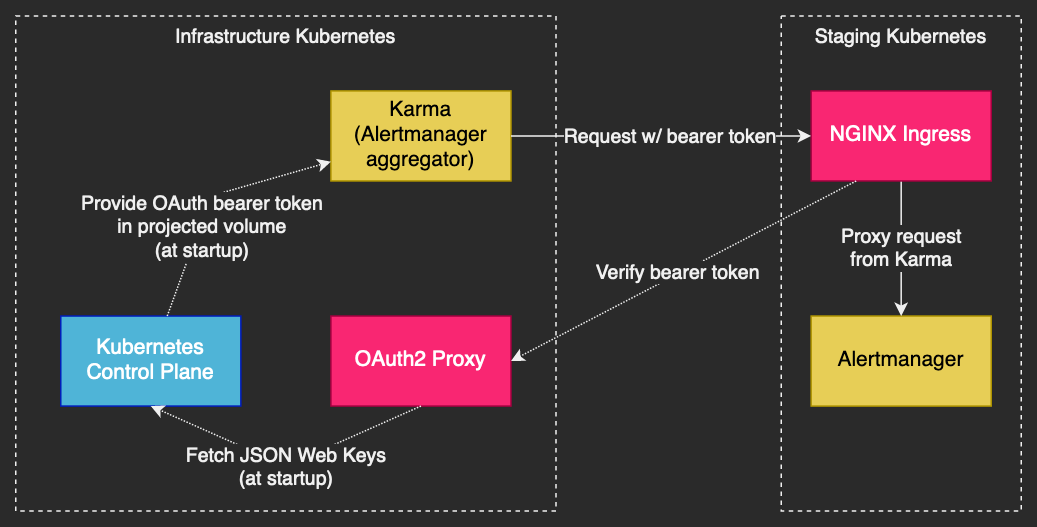 Infrastructure Kubernetes
Staging Kubernetes
Karma
(Alertmanager
aggregator)
Request w/ bearer token
NGINX Ingress
Provide OAuth bearer token
in projected volume
(at startup)
Proxy request
from Karma
Verify bearer token
Kubernetes
Control Plane
OAuth2 Proxy
Alertmanager
Fetch JSON Web Keys
(at startup)